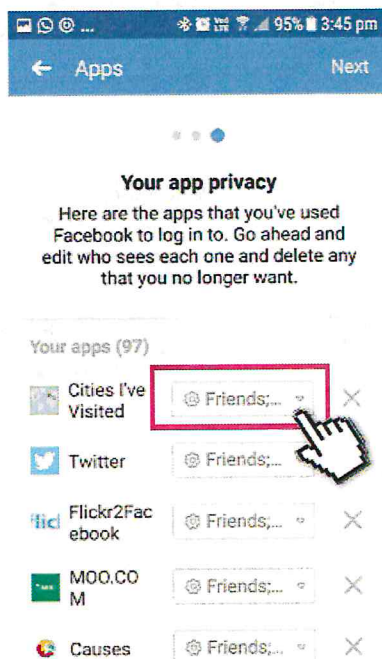 ... Vo) LTE 95% 3:45 pm
← Apps Next
Your app privacy
Here are the apps that you've used
Facebook to log in to. Go ahead and
edit who sees each one and delete any
that you no longer want.
Your apps (97)
Cities I've
Visited
Friends;...
Twitter
Friends;...
Flickr2Fac
ebook
Friends;...
MOO.CO
M
Friends;...
Causes
Friends;...